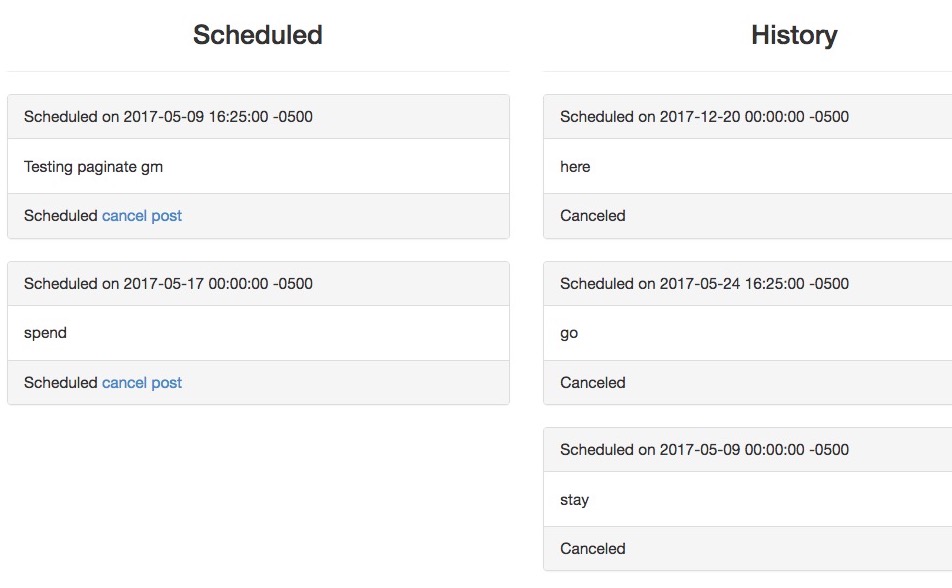 Scheduled
Scheduled on 2017-05-09 16:25:00 -0500
Testing paginate gm
Scheduled cancel post
Scheduled on 2017-05-17 00:00:00 -0500
spend
Scheduled cancel post
History
Scheduled on 2017-12-20 00:00:00 -0500
here
Canceled
Scheduled on 2017-05-24 16:25:00 -0500
go
Canceled
Scheduled on 2017-05-09 00:00:00 -0500
stay
Canceled